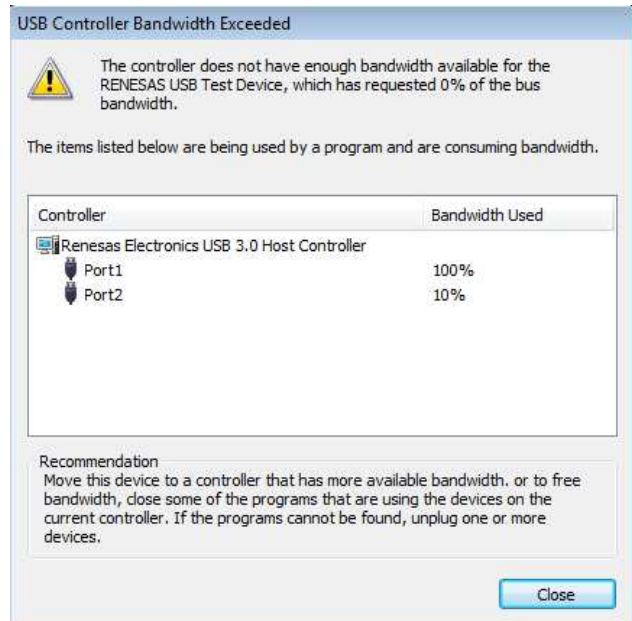 USB Controller Bandwidth Exceeded
The controller does not have enough bandwidth available for the
RENESAS USB Test Device, which has requested 0% of the bus
bandwidth.
The items listed below are being used by a program and are consuming bandwidth.
Controller Bandwidth Used
Renesas Electronics USB 3.0 Host Controller
Port1 100%
Port2 10%
Recommendation
Move this device to a controller that has more available bandwidth. or to free
bandwidth, close some of the programs that are using the devices on the
current controller. If the programs cannot be found, unplug one or more
devices.
Close